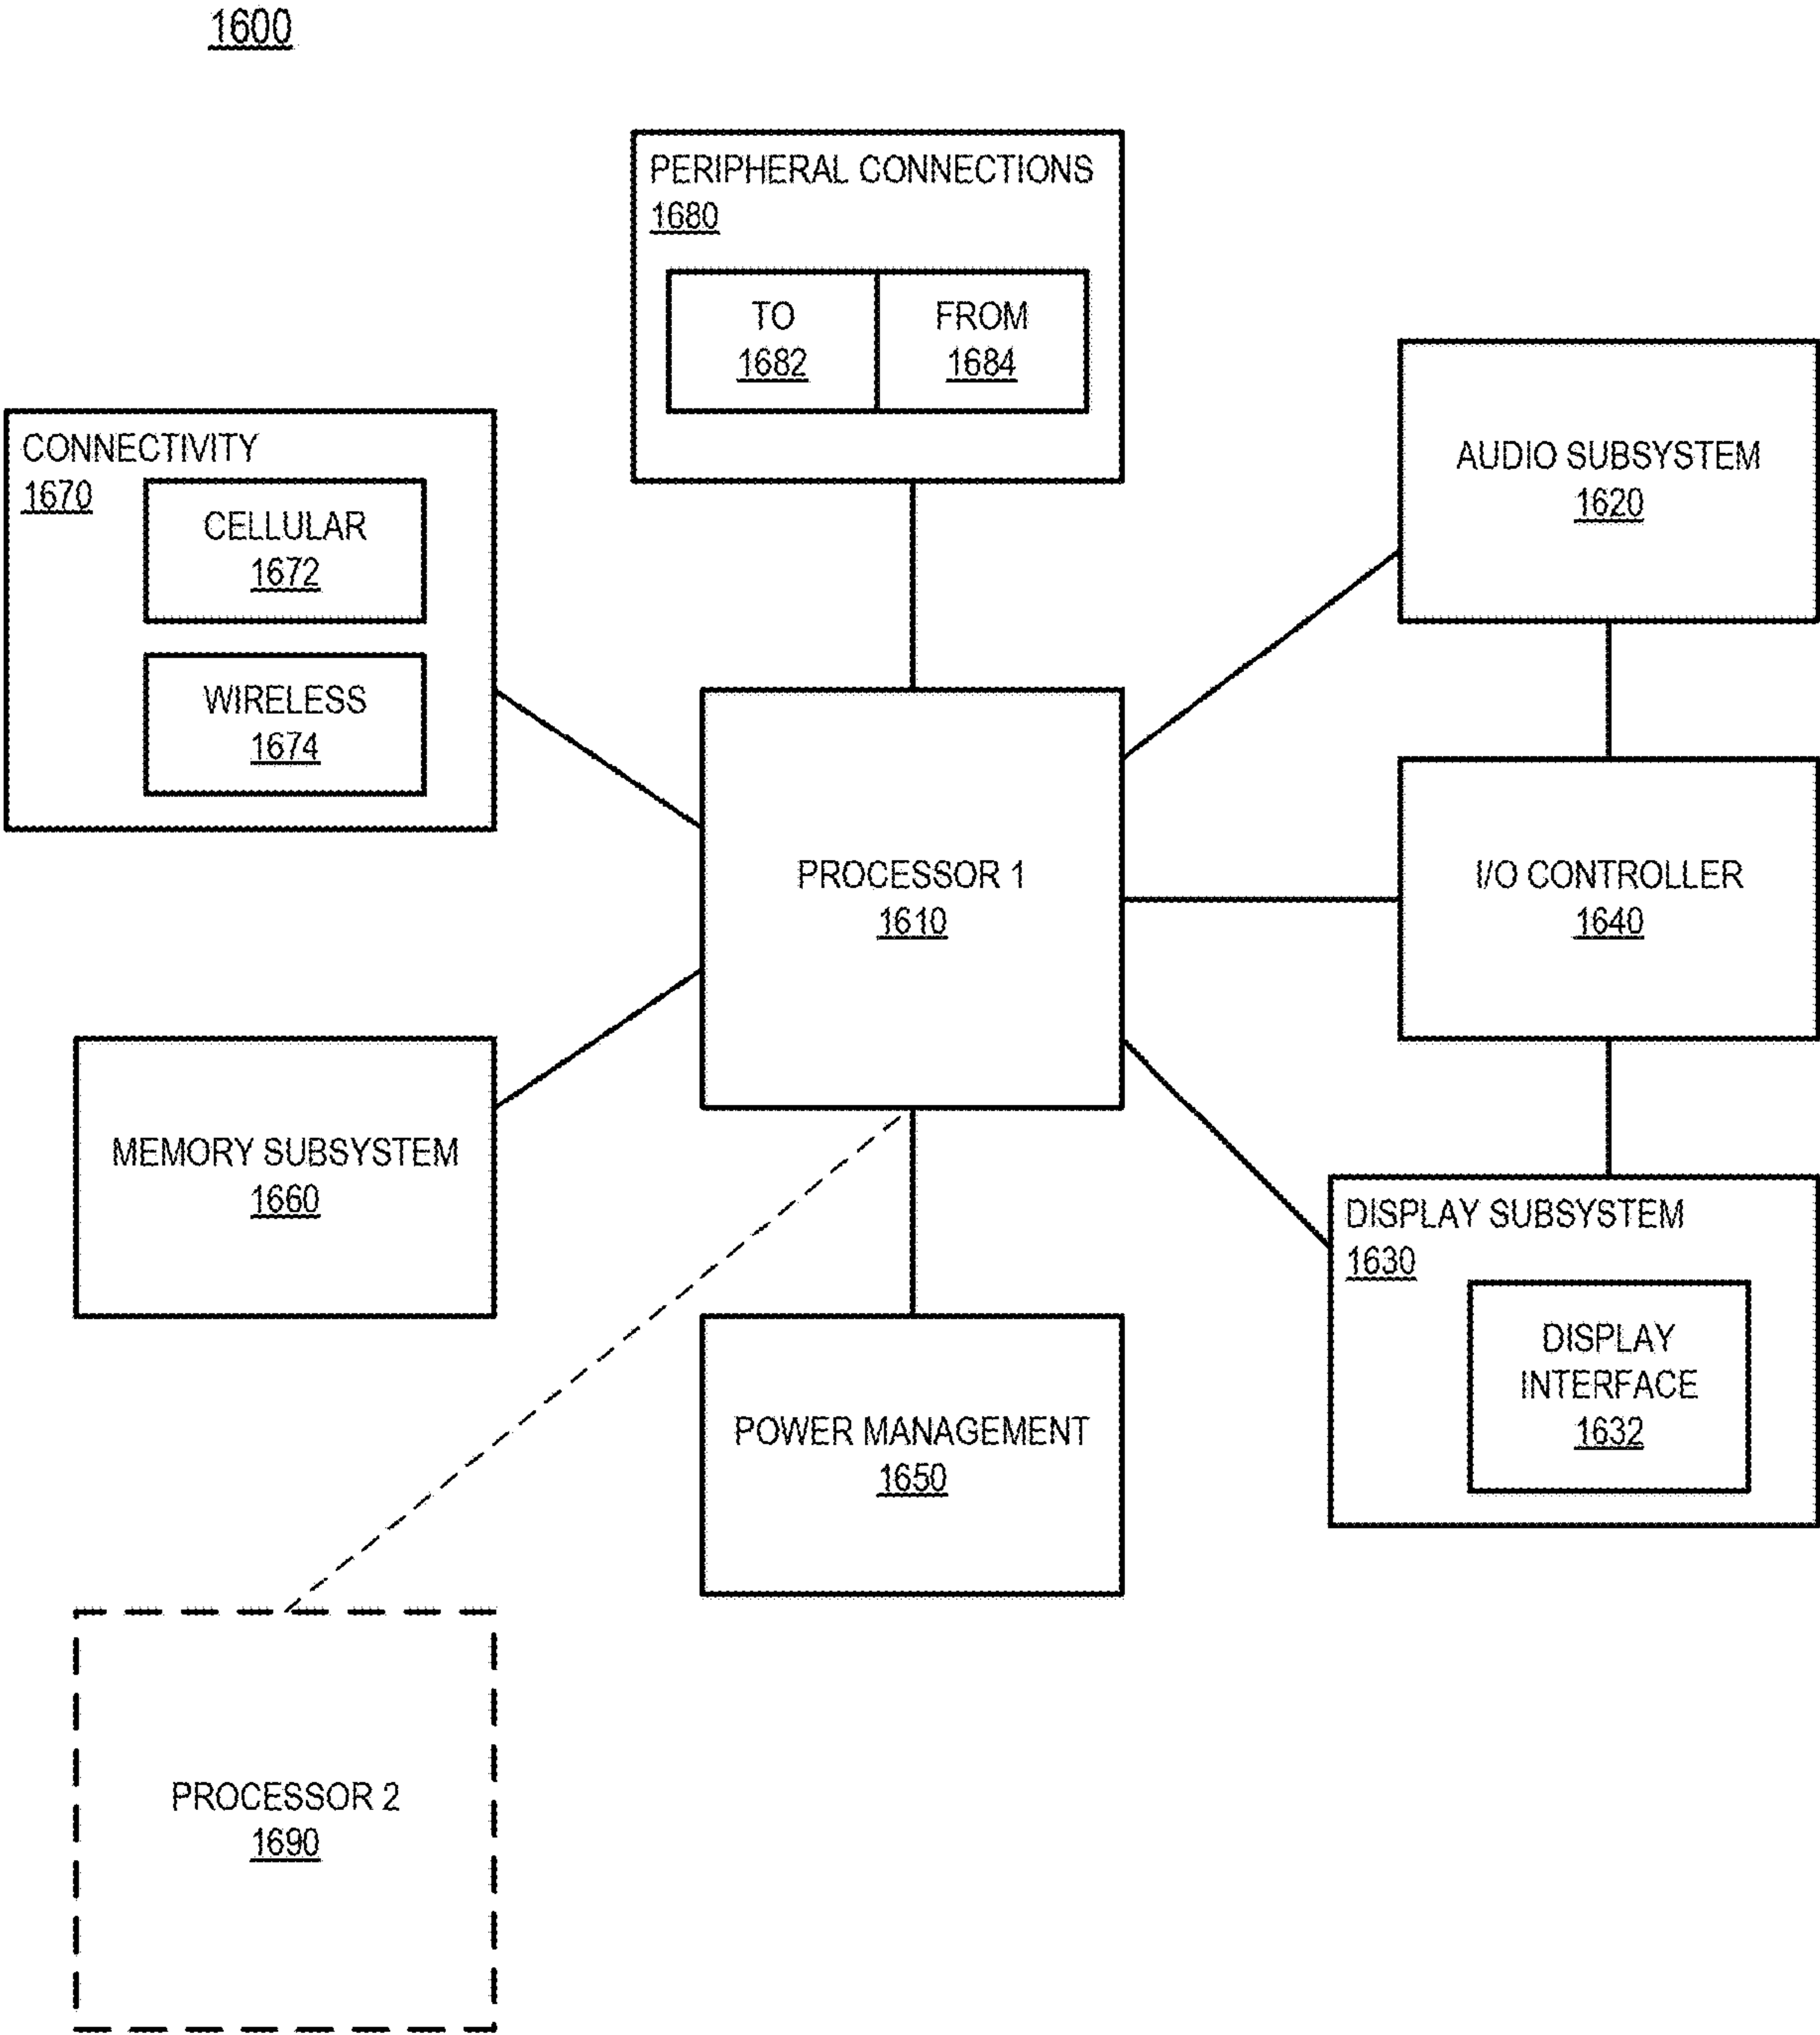 1600
PERIPHERAL CONNECTIONS
1680
TO
1682
FROM
1684
CONNECTIVITY
1670
CELLULAR
1672
WIRELESS
1674
AUDIO SUBSYSTEM
1620
PROCESSOR 1
1610
I/O CONTROLLER
1640
MEMORY SUBSYSTEM
1660
DISPLAY SUBSYSTEM
1630
DISPLAY
INTERFACE
1632
POWER MANAGEMENT
1650
PROCESSOR 2
1690